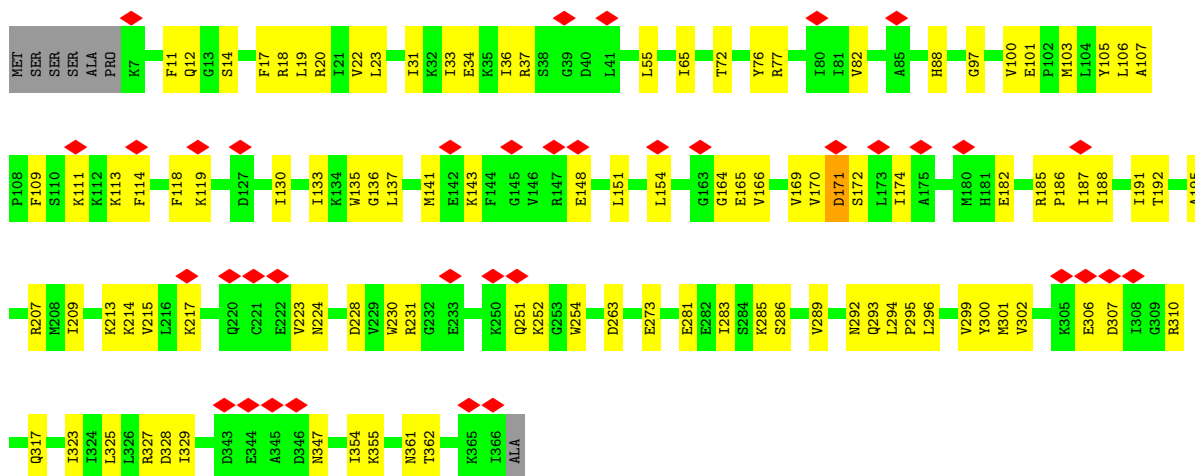 MET SER SER SER ALA PRO K7 F11 Q12 G13 S14 F17 R18 L19 R20 I21 V22 L23 I31 K32 I33 E34 K35 I36 R37 S38 G39 D40 L41 L55 I65 T72 Y76 R77 I80 I81 V82 A85 H88 G97 V100 E101 P102 M103 L104 Y105 L106 A107
P108 F109 S110 K111 K112 K113 F114 F118 K119 D127 I130 I133 K134 W135 G136 L137 M141 E142 K143 F144 G145 V146 R147 E148 L151 L154 G163 G164 E165 V166 V169 V170 D171 S172 L173 I174 A175 M180 H181 E182 R185 P186 I187 I188 I191 T192 A195
R207 M208 I209 K213 K214 V215 L216 K217 Q220 C221 E222 V223 N224 D228 V229 W230 R231 G232 E233 K250 Q251 K252 G253 W254 D263 E273 E281 E282 I283 S284 K285 S286 V289 N292 Q293 L294 P295 L296 V299 Y300 M301 V302 K305 E306 D307 I308 G309 R310
Q317 I323 I324 L325 L326 R327 D328 I329 D343 E344 A345 D346 N347 I354 K355 N361 T362 K365 I366 ALA